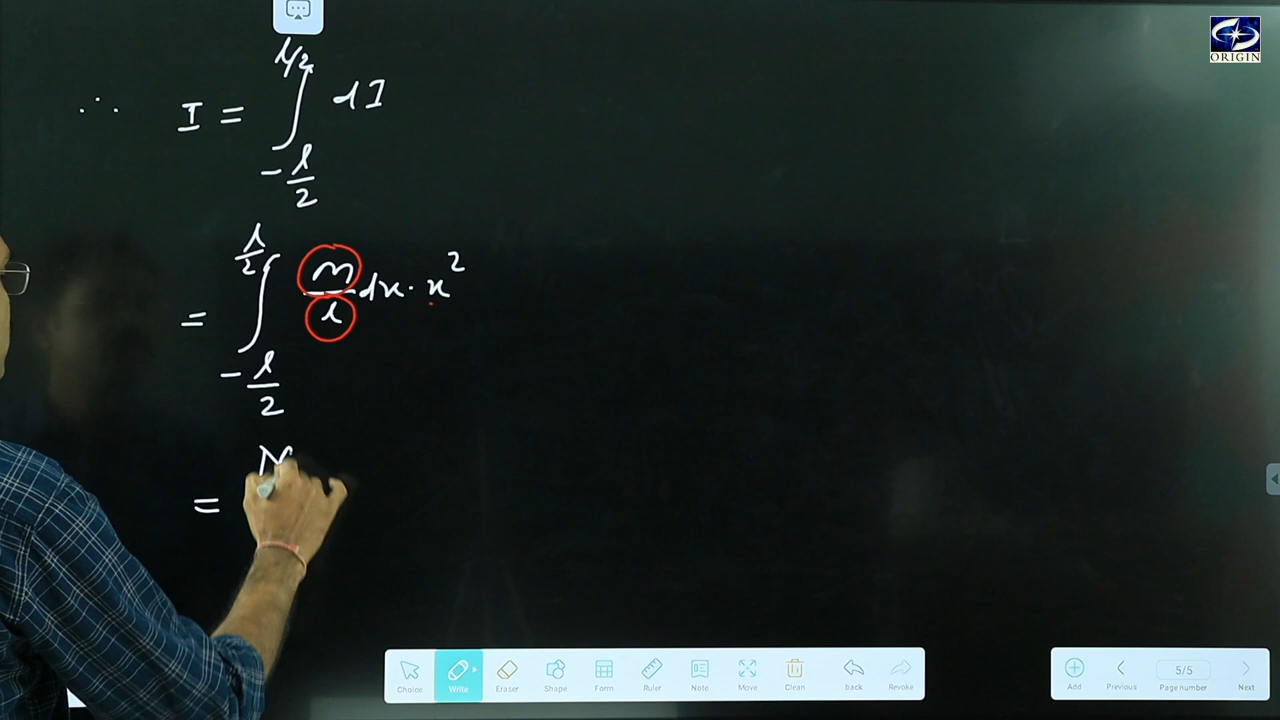 ORIGIN
l/2
∴ I = ∫ dI
-l/2
l/2
= ∫ m/l dx · x²
-l/2
= M
Choice Write Eraser Shape Form Ruler Note Move Clean back Revoke
Add Previous 5/5 Page number Next